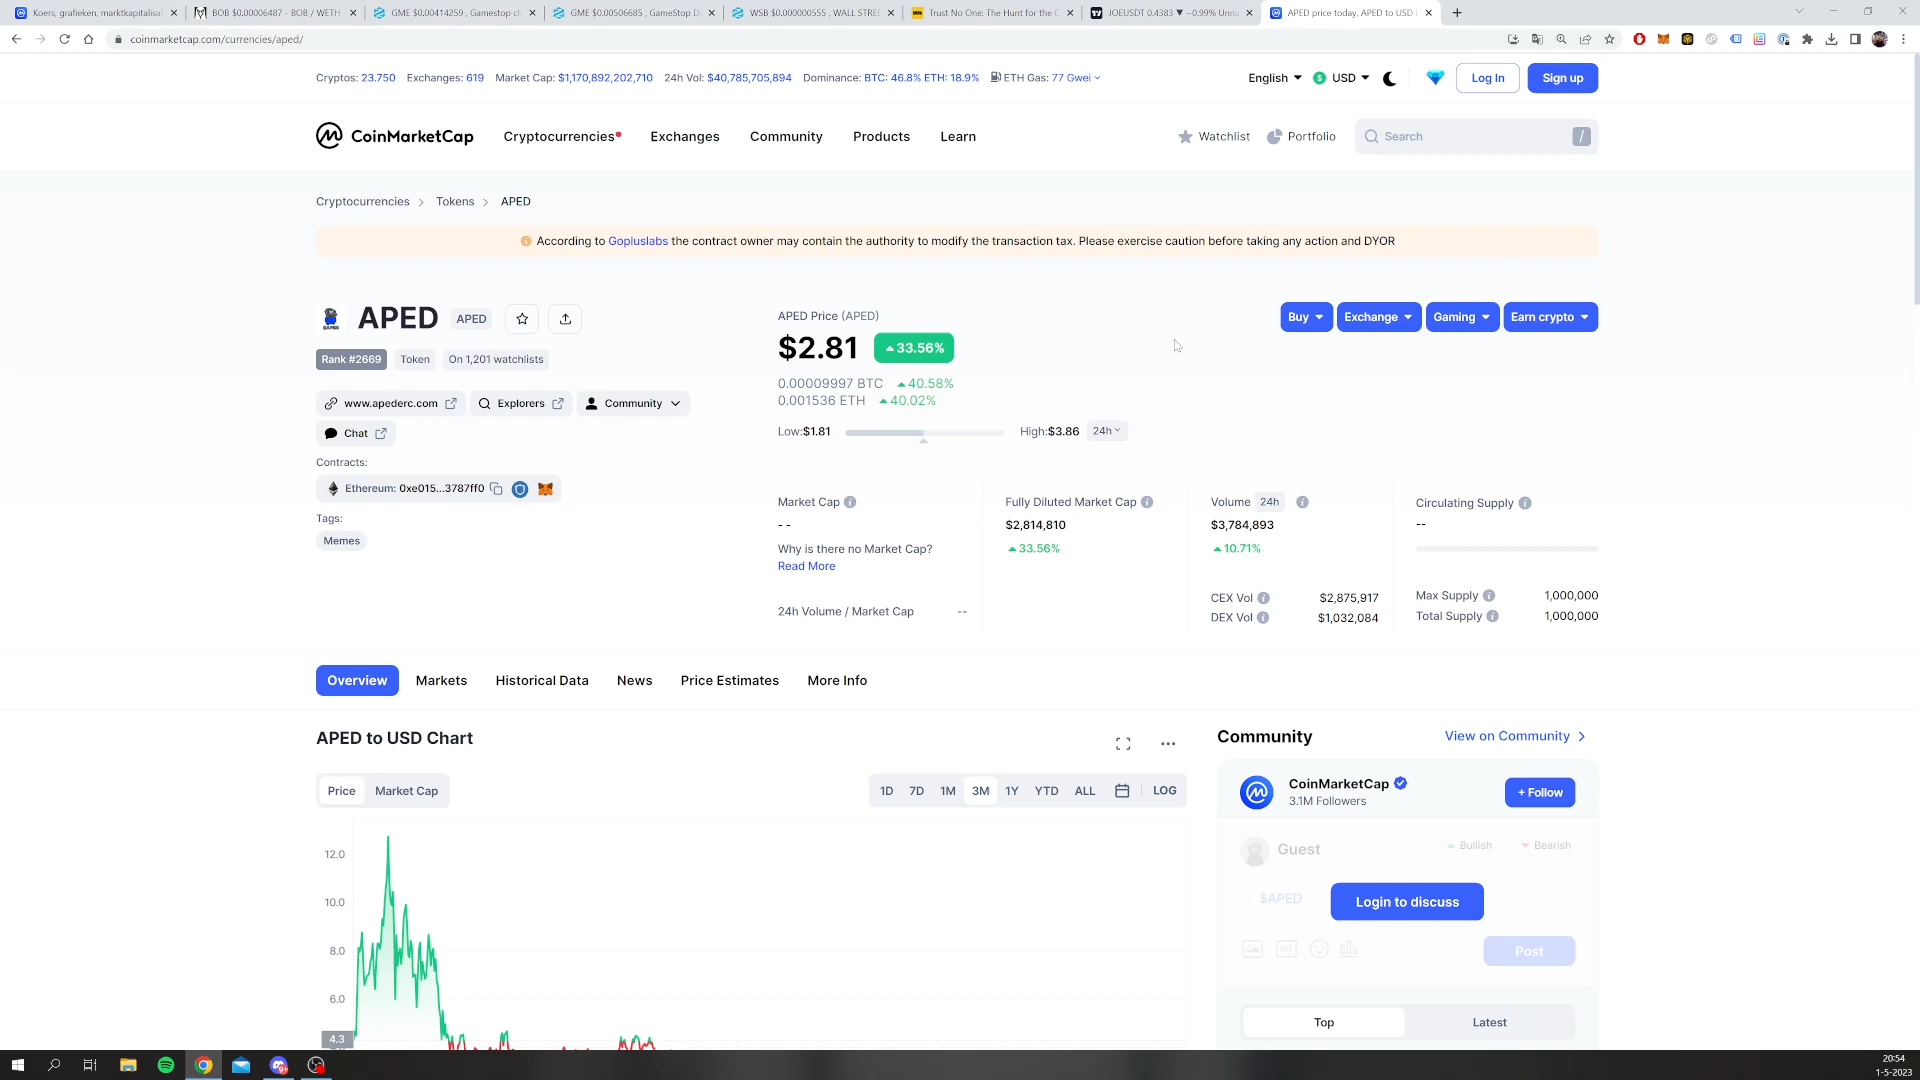 Koers, grafieken, marktkapitalisat
BOB $0.00006487 - BOB / WETH
GME $0.00414259 , Gamestop ch
GME $0.00506685 , GameStop D
WSB $0.000000555 , WALL STRE
Trust No One: The Hunt for the C
JOEUSDT 0.4383 ▼ −0.99% Unna
APED price today, APED to USD l
coinmarketcap.com/currencies/aped/
Cryptos: 23.750 Exchanges: 619 Market Cap: $1,170,892,202,710 24h Vol: $40,785,705,894 Dominance: BTC: 46.8% ETH: 18.9% ETH Gas: 77 Gwei
English USD Log In Sign up
CoinMarketCap Cryptocurrencies Exchanges Community Products Learn Watchlist Portfolio Search /
Cryptocurrencies > Tokens > APED
According to Gopluslabs the contract owner may contain the authority to modify the transaction tax. Please exercise caution before taking any action and DYOR
APED APED
Rank #2669 Token On 1,201 watchlists
www.apederc.com Explorers Community
Chat
Contracts:
Ethereum: 0xe015...3787ff0
Tags:
Memes
APED Price (APED)
$2.81 33.56%
0.00009997 BTC 40.58%
0.001536 ETH 40.02%
Low:$1.81 High:$3.86 24h
Buy Exchange Gaming Earn crypto
Market Cap
- -
Why is there no Market Cap?
Read More
24h Volume / Market Cap --
Fully Diluted Market Cap
$2,814,810
33.56%
Volume 24h
$3,784,893
10.71%
CEX Vol $2,875,917
DEX Vol $1,032,084
Circulating Supply
--
Max Supply 1,000,000
Total Supply 1,000,000
Overview Markets Historical Data News Price Estimates More Info
APED to USD Chart
Price Market Cap
1D 7D 1M 3M 1Y YTD ALL LOG
12.0
10.0
8.0
6.0
4.3
Community View on Community >
CoinMarketCap
3.1M Followers
+ Follow
Guest Bullish Bearish
$APED
Login to discuss
GIF
Post
Top Latest
9+
20:54
1-5-2023